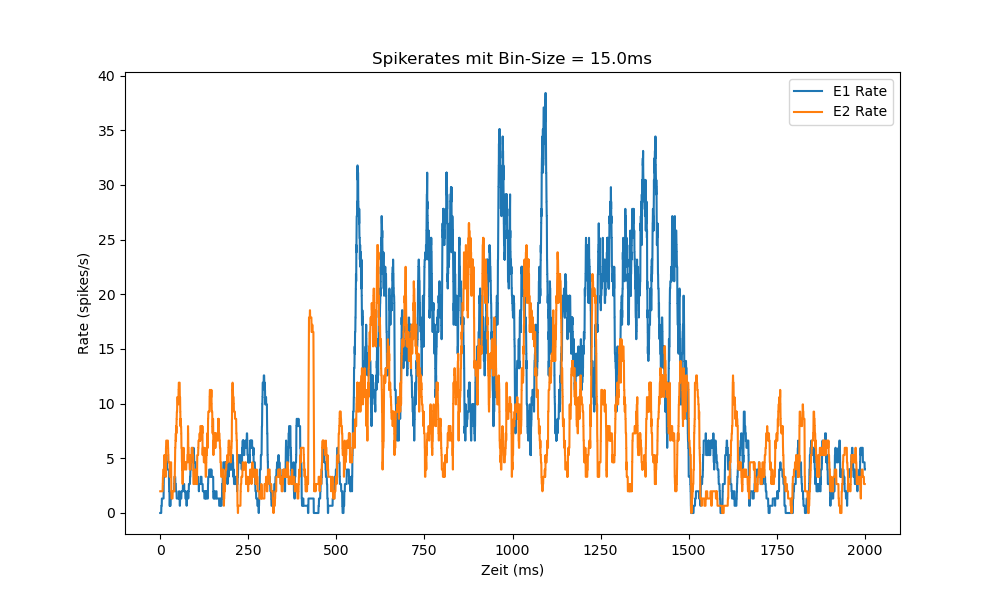 Spikerates mit Bin-Size = 15.0ms
E1 Rate
E2 Rate
Rate (spikes/s)
40
35
30
25
20
15
10
5
0
0 250 500 750 1000 1250 1500 1750 2000
Zeit (ms)